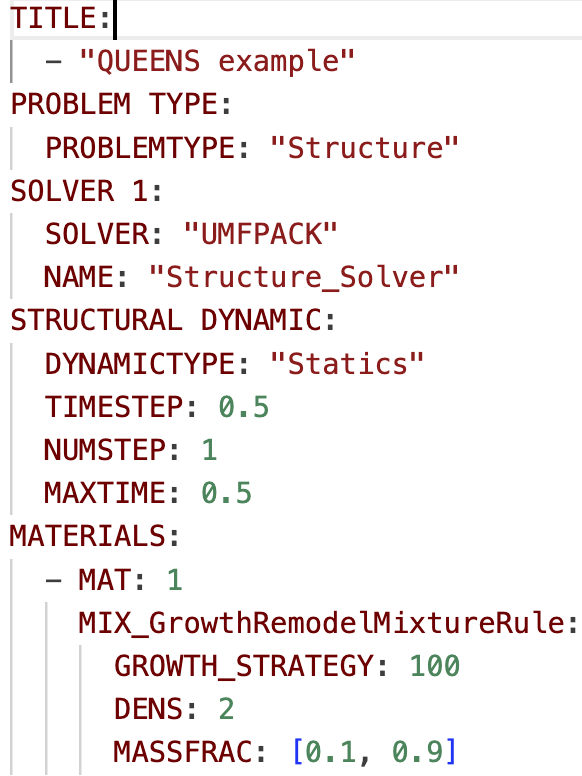 TITLE:
  - "QUEENS example"
PROBLEM TYPE:
  PROBLEMTYPE: "Structure"
SOLVER 1:
  SOLVER: "UMFPACK"
  NAME: "Structure_Solver"
STRUCTURAL DYNAMIC:
  DYNAMICTYPE: "Statics"
  TIMESTEP: 0.5
  NUMSTEP: 1
  MAXTIME: 0.5
MATERIALS:
  - MAT: 1
    MIX_GrowthRemodelMixtureRule:
      GROWTH_STRATEGY: 100
      DENS: 2
      MASSFRAC: [0.1, 0.9]